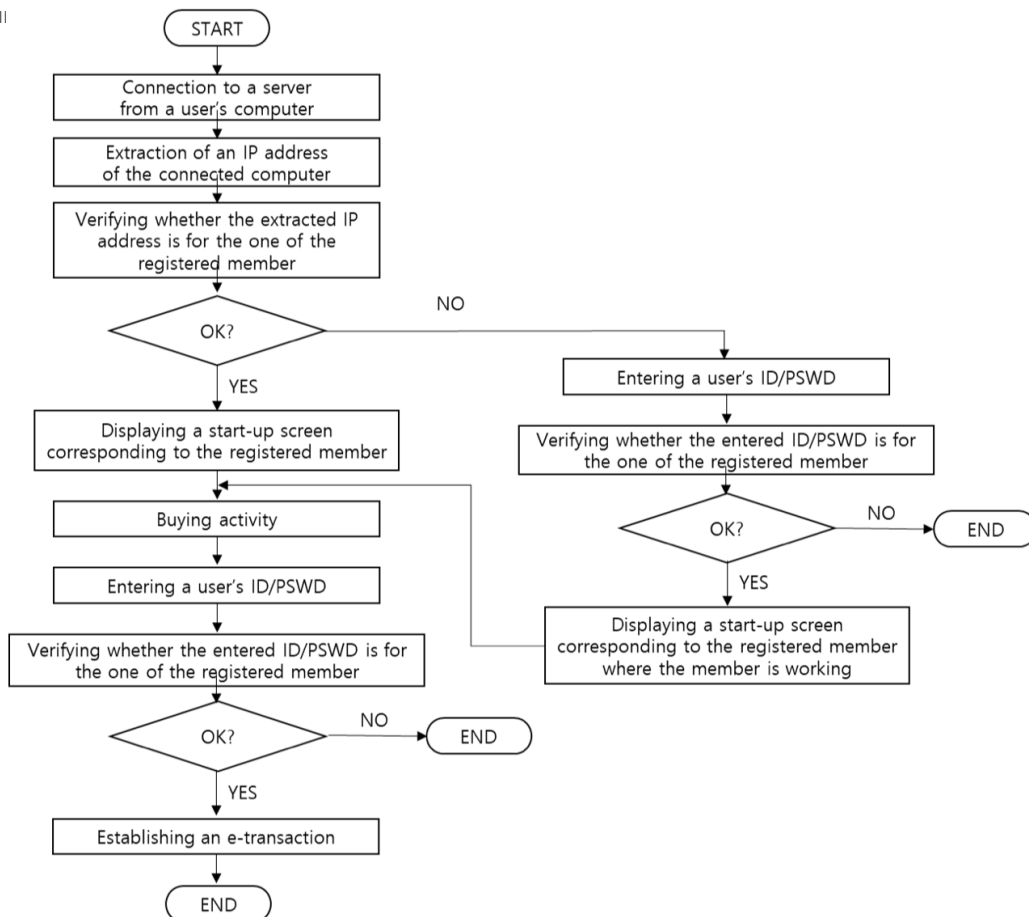 START
Connection to a server
from a user's computer
Extraction of an IP address
of the connected computer
Verifying whether the extracted IP
address is for the one of the
registered member
OK?
NO
YES
Displaying a start-up screen
corresponding to the registered member
Buying activity
Entering a user's ID/PSWD
Verifying whether the entered ID/PSWD is for
the one of the registered member
OK?
NO
END
YES
Establishing an e-transaction
END
Entering a user's ID/PSWD
Verifying whether the entered ID/PSWD is for
the one of the registered member
OK?
NO
END
YES
Displaying a start-up screen
corresponding to the registered member
where the member is working